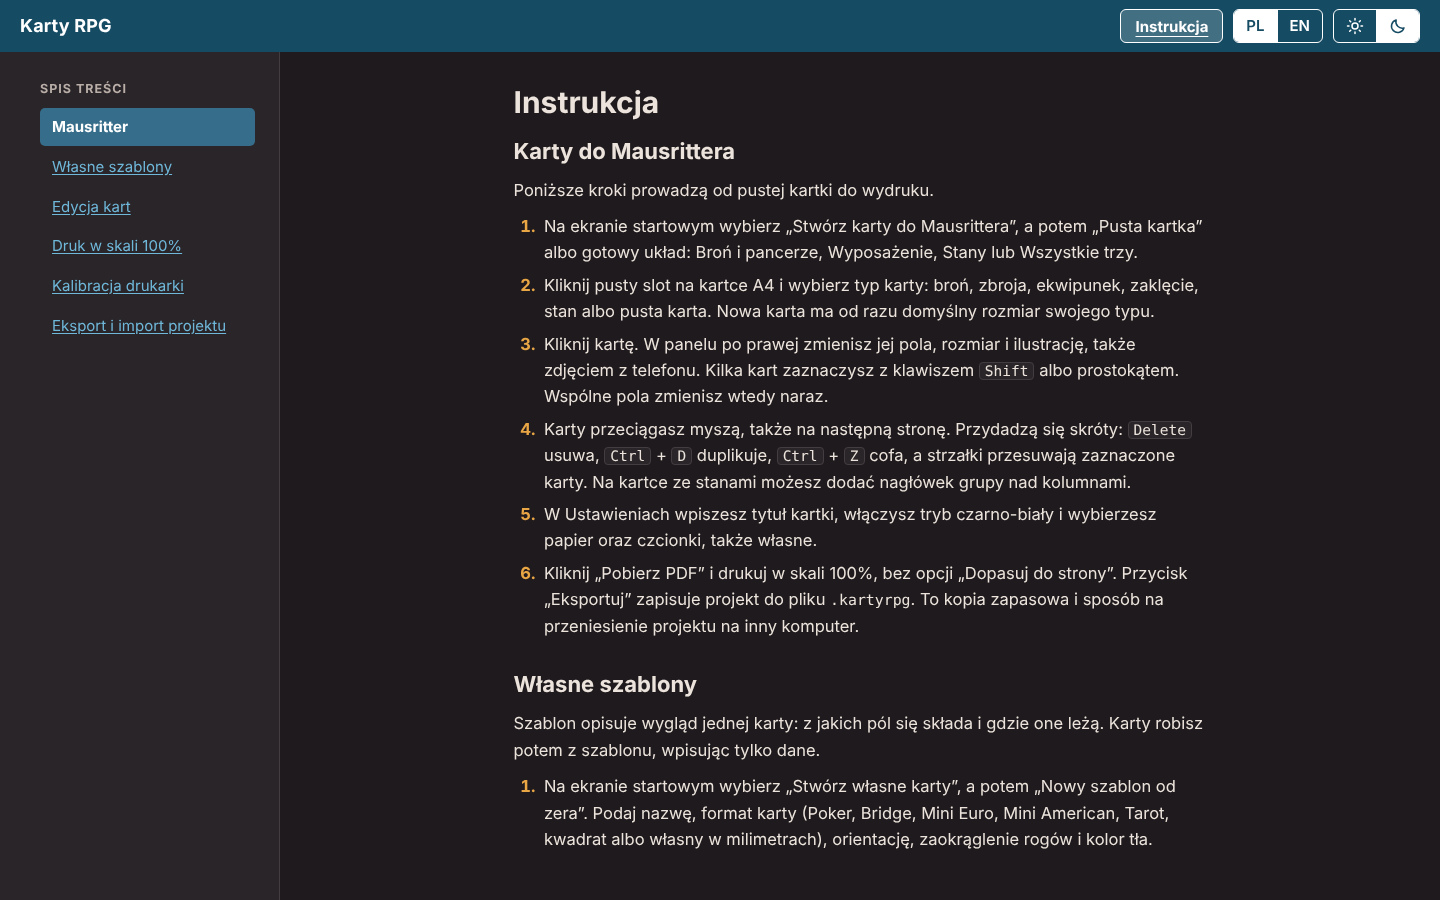 Karty RPG
Instrukcja
PL
EN
SPIS TREŚCI
Mausritter
Własne szablony
Edycja kart
Druk w skali 100%
Kalibracja drukarki
Eksport i import projektu
Instrukcja
Karty do Mausrittera
Poniższe kroki prowadzą od pustej kartki do wydruku.
1. Na ekranie startowym wybierz „Stwórz karty do Mausrittera”, a potem „Pusta kartka”
albo gotowy układ: Broń i pancerze, Wyposażenie, Stany lub Wszystkie trzy.
2. Kliknij pusty slot na kartce A4 i wybierz typ karty: broń, zbroja, ekwipunek, zaklęcie,
stan albo pusta karta. Nowa karta ma od razu domyślny rozmiar swojego typu.
3. Kliknij kartę. W panelu po prawej zmienisz jej pola, rozmiar i ilustrację, także
zdjęciem z telefonu. Kilka kart zaznaczysz z klawiszem Shift albo prostokątem.
Wspólne pola zmienisz wtedy naraz.
4. Karty przeciągasz myszą, także na następną stronę. Przydadzą się skróty: Delete
usuwa, Ctrl + D duplikuje, Ctrl + Z cofa, a strzałki przesuwają zaznaczone
karty. Na kartce ze stanami możesz dodać nagłówek grupy nad kolumnami.
5. W Ustawieniach wpiszesz tytuł kartki, włączysz tryb czarno-biały i wybierzesz
papier oraz czcionki, także własne.
6. Kliknij „Pobierz PDF” i drukuj w skali 100%, bez opcji „Dopasuj do strony”. Przycisk
„Eksportuj” zapisuje projekt do pliku .kartyrpg. To kopia zapasowa i sposób na
przeniesienie projektu na inny komputer.
Własne szablony
Szablon opisuje wygląd jednej karty: z jakich pól się składa i gdzie one leżą. Karty robisz
potem z szablonu, wpisując tylko dane.
1. Na ekranie startowym wybierz „Stwórz własne karty”, a potem „Nowy szablon od
zera”. Podaj nazwę, format karty (Poker, Bridge, Mini Euro, Mini American, Tarot,
kwadrat albo własny w milimetrach), orientację, zaokrąglenie rogów i kolor tła.